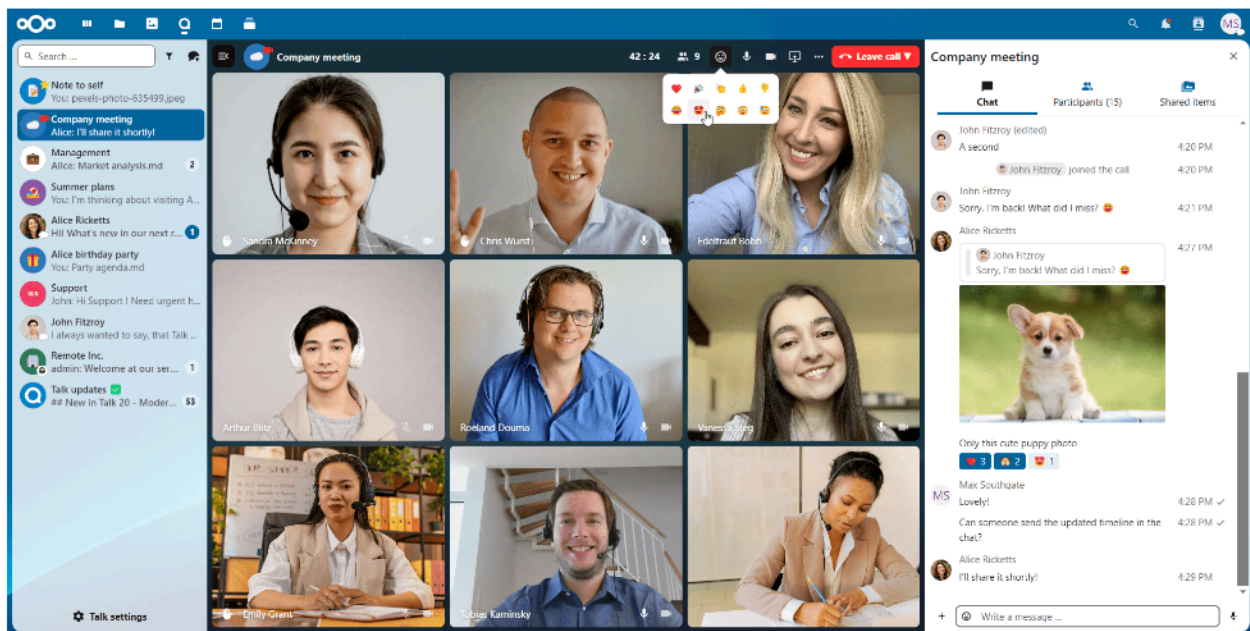 MS
Search ...
Note to self
You: pexels-photo-635499.jpeg
Company meeting
Alice: I'll share it shortly!
Management
Alice: Market analysis.md
2
Summer plans
You: I'm thinking about visiting A...
Alice Ricketts
Hi! What's new in our next r...
1
Alice birthday party
You: Party agenda.md
Support
John: Hi Support ! Need urgent h...
John Fitzroy
I always wanted to say, that Talk ...
Remote Inc.
admin: Welcome at our ser...
1
Talk updates
## New in Talk 20 - Moder...
53
Talk settings
Company meeting
42 : 24
9
Leave call
Sandra McKinney
Chris Wurst
Edeltraut Bobb
Arthur Blitz
Roeland Douma
Vanessa Steg
Emily Grant
Tobias Kaminsky
Company meeting
Chat
Participants (15)
Shared items
John Fitzroy (edited)
A second
4:20 PM
John Fitzroy joined the call
4:20 PM
John Fitzroy
Sorry, I'm back! What did I miss?
4:21 PM
Alice Ricketts
4:27 PM
John Fitzroy
Sorry, I'm back! What did I miss?
Only this cute puppy photo
3
2
1
MS
Max Southgate
Lovely!
4:28 PM
Can someone send the updated timeline in the
chat?
4:28 PM
Alice Ricketts
I'll share it shortly!
4:29 PM
Write a message ...